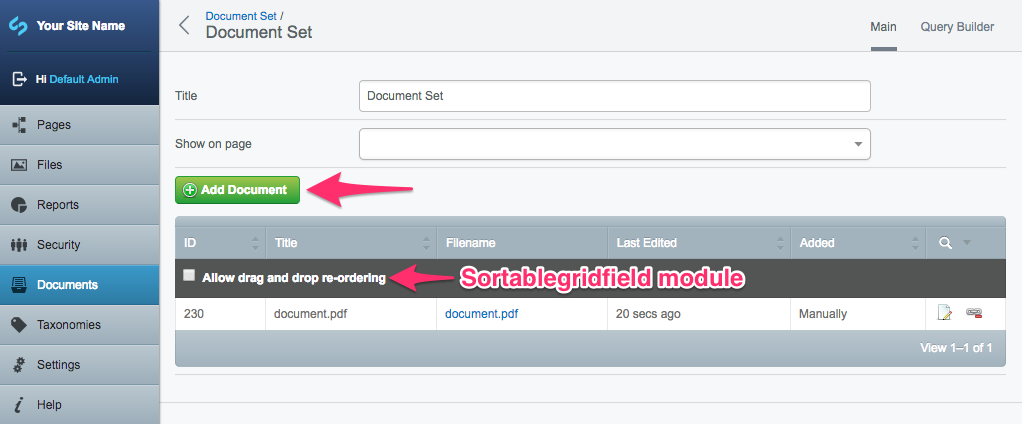 Your Site Name
Hi Default Admin
Pages
Files
Reports
Security
Documents
Taxonomies
Settings
Help
Document Set /
Document Set
Main
Query Builder
Title
Document Set
Show on page
Add Document
ID Title Filename Last Edited Added
Allow drag and drop re-ordering
Sortablegridfield module
230 document.pdf document.pdf 20 secs ago Manually
View 1–1 of 1